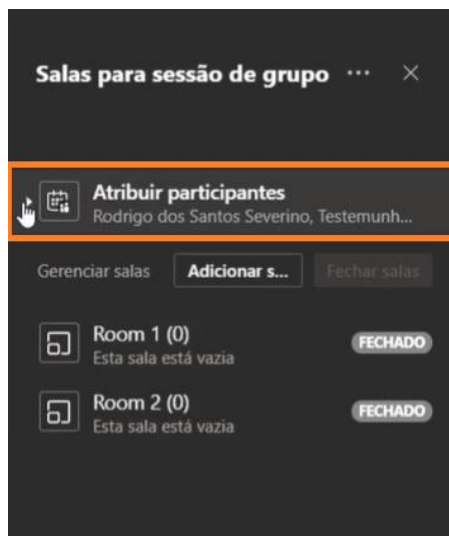 Salas para sessão de grupo ...
Atribuir participantes
Rodrigo dos Santos Severino, Testemunh...
Gerenciar salas Adicionar s... Fechar salas
Room 1 (0)
FECHADO
Esta sala está vazia
Room 2 (0)
FECHADO
Esta sala está vazia